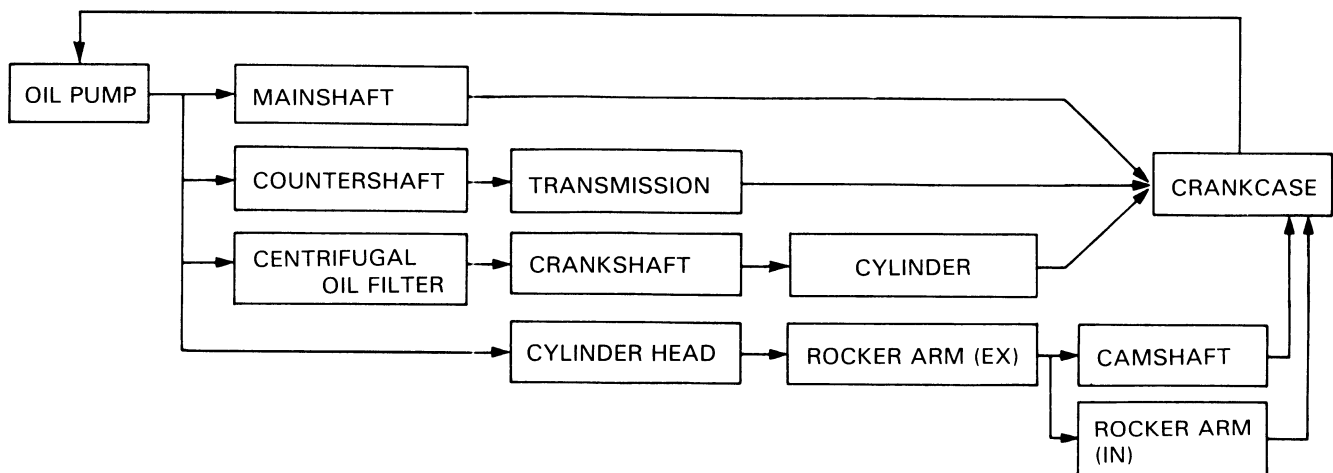 OIL PUMP
MAINSHAFT
COUNTERSHAFT
TRANSMISSION
CRANKCASE
CENTRIFUGAL
OIL FILTER
CRANKSHAFT
CYLINDER
CYLINDER HEAD
ROCKER ARM (EX)
CAMSHAFT
ROCKER ARM
(IN)